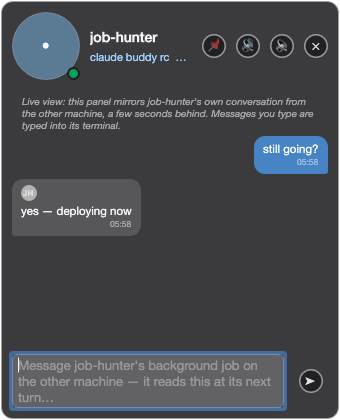 job-hunter
claude buddy rc …
Live view: this panel mirrors job-hunter's own conversation from
the other machine, a few seconds behind. Messages you type are
typed into its terminal.
still going?
05:58
JH
yes — deploying now
05:58
Message job-hunter's background job on
the other machine — it reads this at its next
turn…